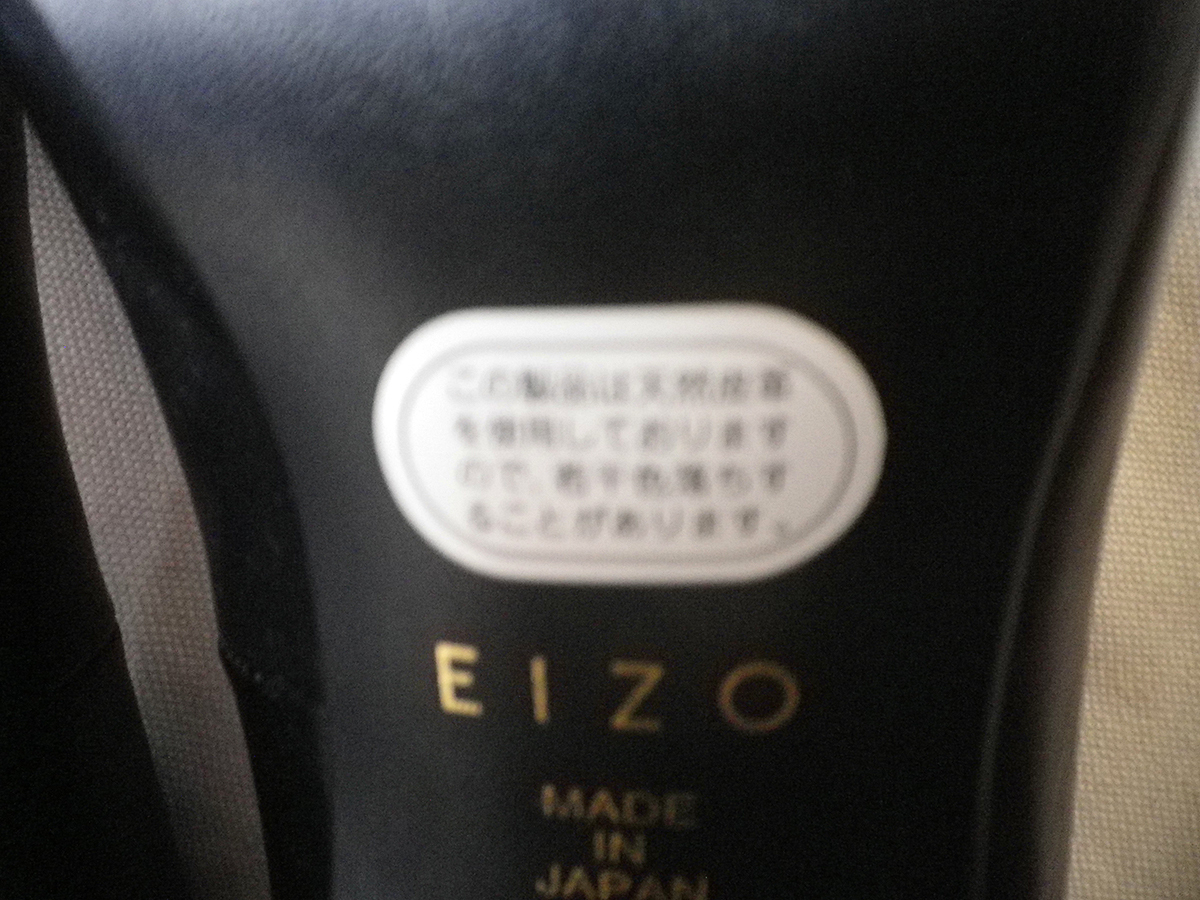 この製品は天然皮革
を使用しております
ので、若干色落ちす
ることがあります。
EIZO
MADE
IN
JAPAN